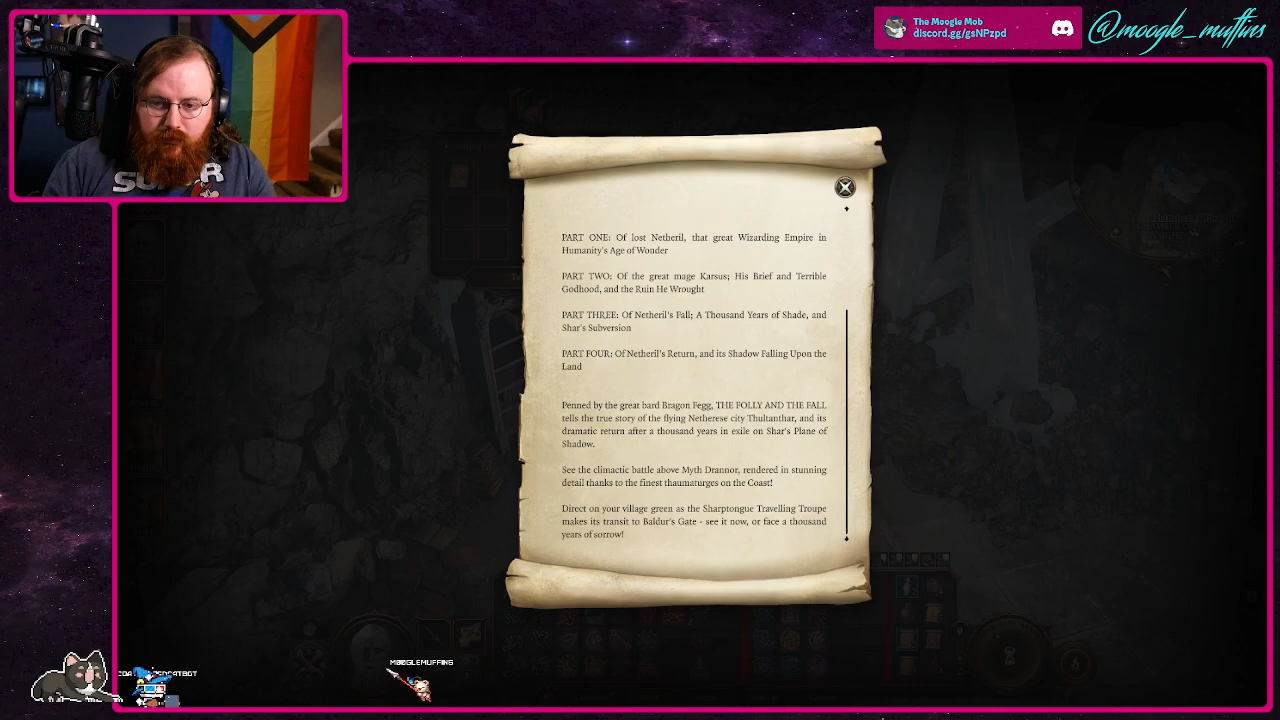 The Moogle Mob
discord.gg/gsNPzpd
@moogle_muffins
SUPER
PART ONE: Of lost Netheril, that great Wizarding Empire in
Humanity's Age of Wonder
PART TWO: Of the great mage Karsus; His Brief and Terrible
Godhood, and the Ruin He Wrought
PART THREE: Of Netheril's Fall; A Thousand Years of Shade, and
Shar's Subversion
PART FOUR: Of Netheril's Return, and its Shadow Falling Upon the
Land
Penned by the great bard Bragon Fegg, THE FOLLY AND THE FALL
tells the true story of the flying Netherese city Thultanthar, and its
dramatic return after a thousand years in exile on Shar's Plane of
Shadow.
See the climactic battle above Myth Drannor, rendered in stunning
detail thanks to the finest thaumaturges on the Coast!
Direct on your village green as the Sharptongue Travelling Troupe
makes its transit to Baldur's Gate - see it now, or face a thousand
years of sorrow!
MOOGLEMUFFINS